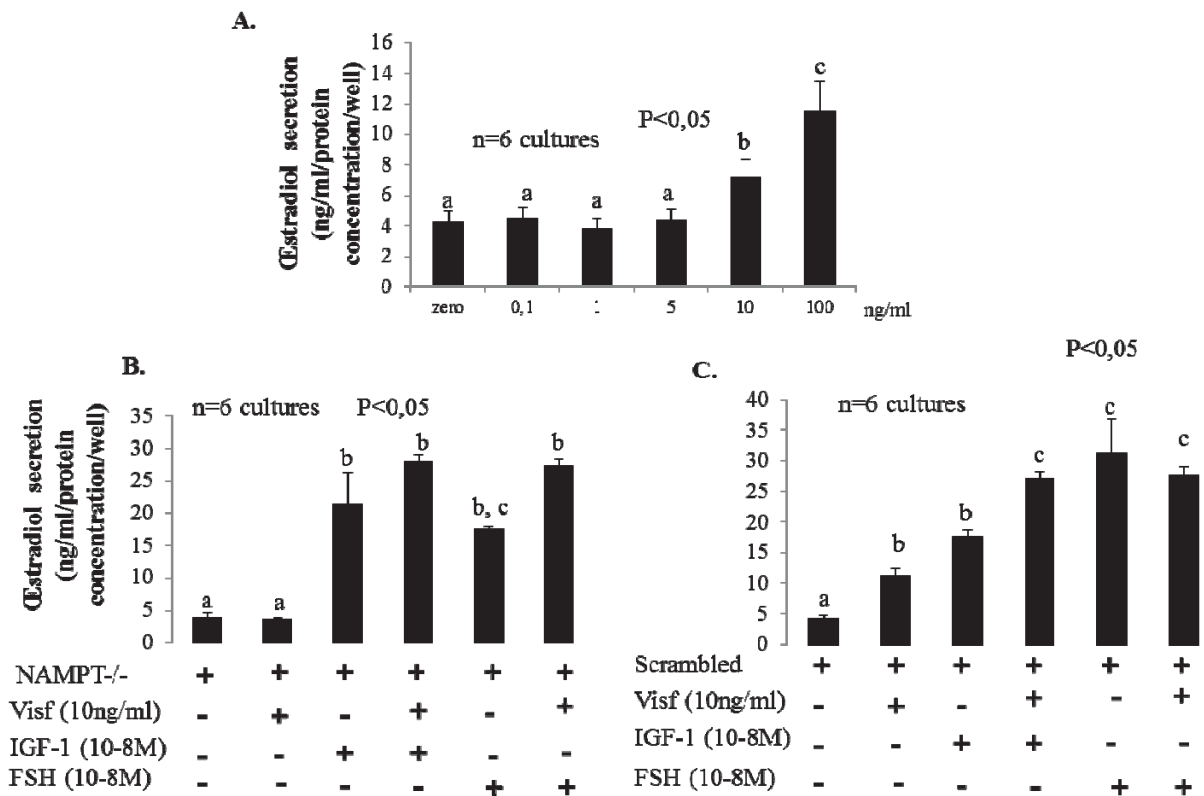 A.
Œstradiol secretion
(ng/ml/protein
concentration/well)
16
14
12
10
8
6
4
2
0
n=6 cultures
P<0,05
a
a
a
a
b
c
zero
0,1
1
5
10
100
ng/ml
B.
n=6 cultures
P<0,05
Œstradiol secretion
(ng/ml/protein
concentration/well)
35
30
25
20
15
10
5
0
a
a
b
b
b, c
b
NAMPT-/- + + + + + +
Visf (10ng/ml) - + - + - +
IGF-1 (10-8M) - - + + - -
FSH (10-8M) - - - - + +
C.
P<0,05
n=6 cultures
40
35
30
25
20
15
10
5
0
a
b
b
c
c
c
Scrambled + + + + + +
Visf (10ng/ml) - + - + - +
IGF-1 (10-8M) - - + + - -
FSH (10-8M) - - - - + +